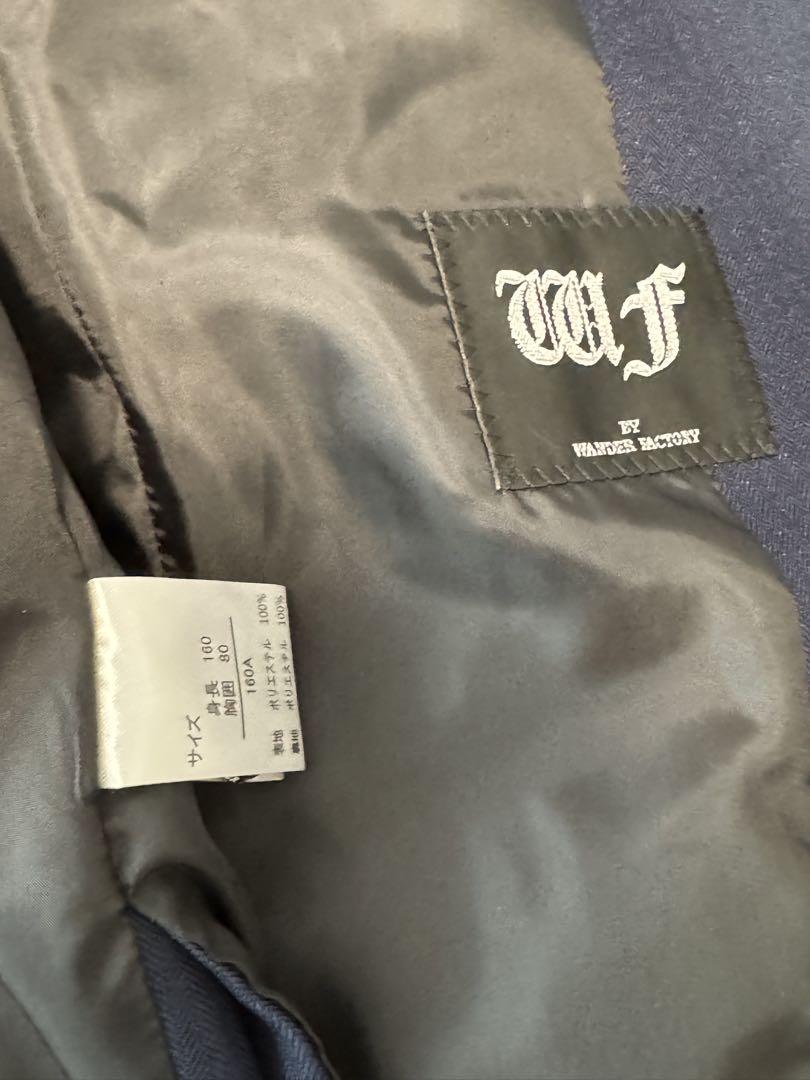 WF
BY
WANDER FACTORY
サイズ
身長 160
胸囲 80
160A
表地 ポリエステル 100%
裏地 ポリエステル 100%